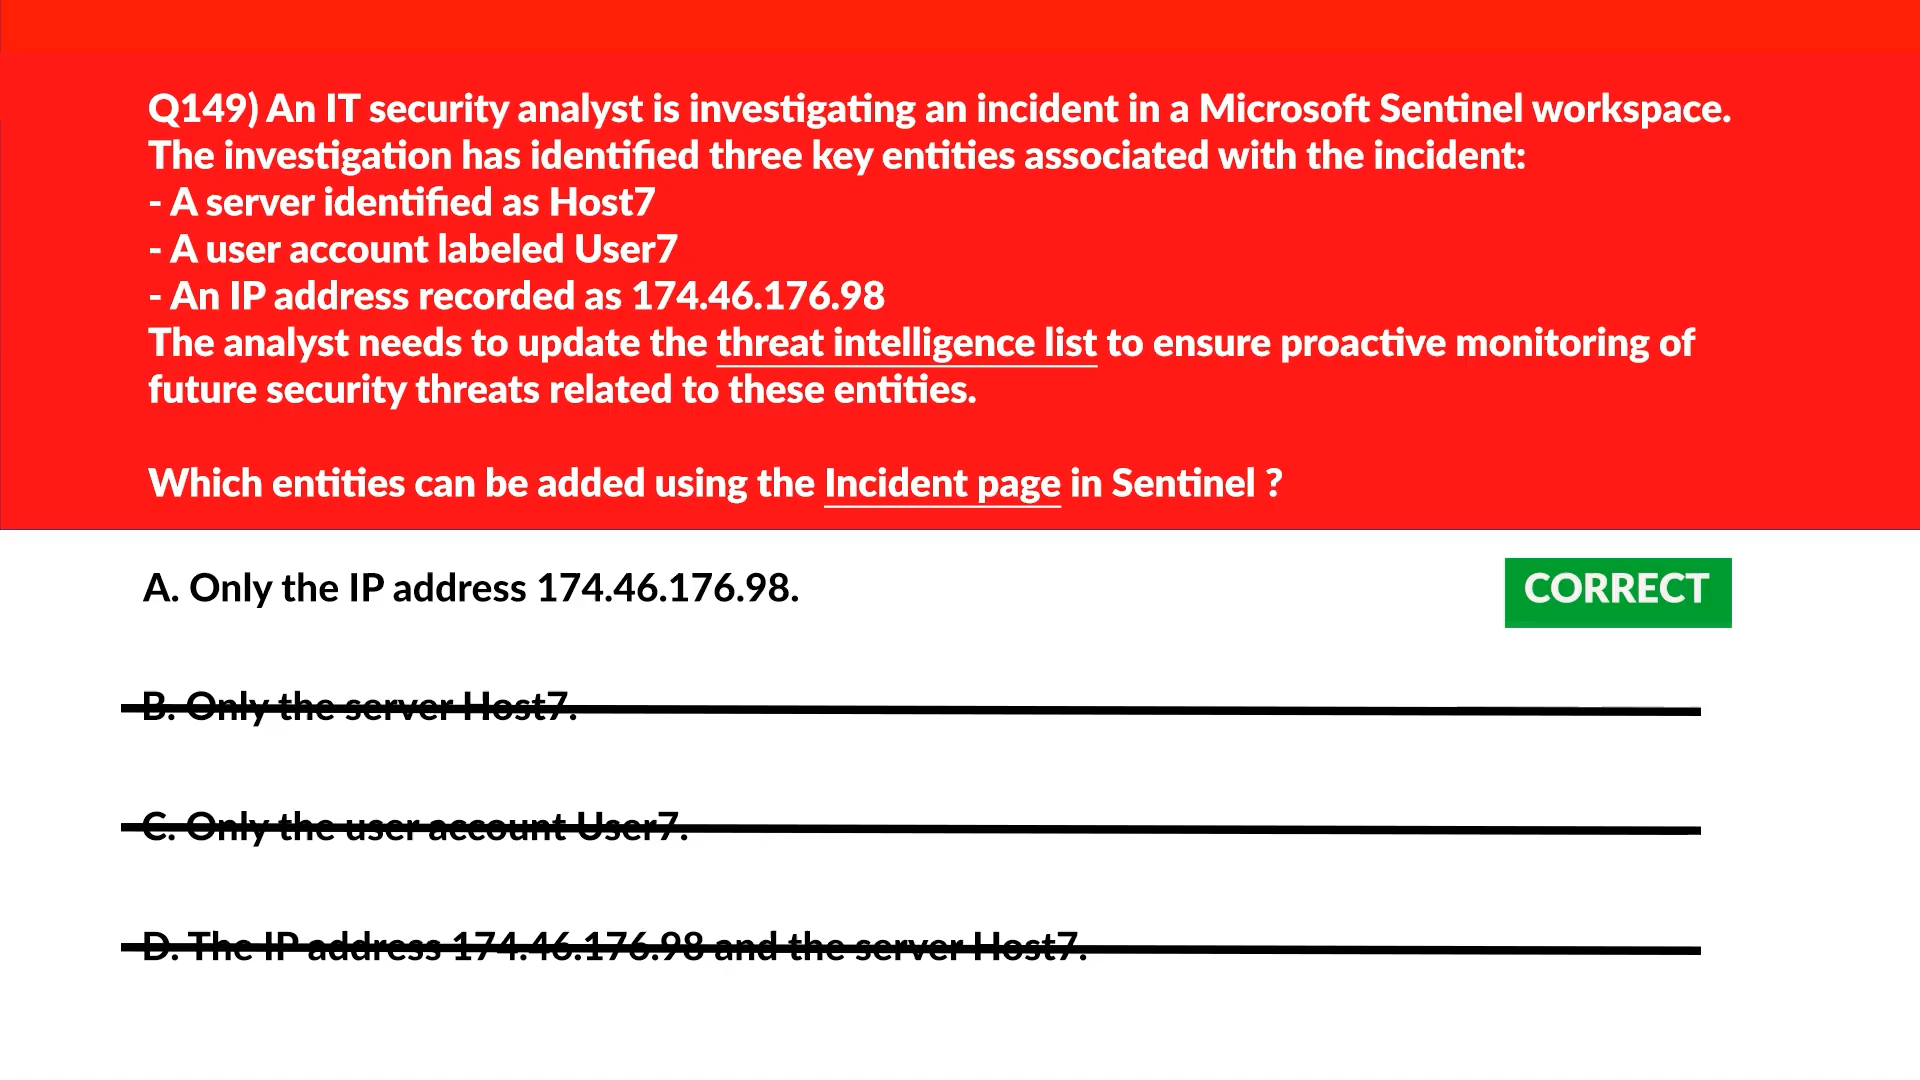 Q149) An IT security analyst is investigating an incident in a Microsoft Sentinel workspace.
The investigation has identified three key entities associated with the incident:
- A server identified as Host7
- A user account labeled User7
- An IP address recorded as 174.46.176.98
The analyst needs to update the threat intelligence list to ensure proactive monitoring of
future security threats related to these entities.
Which entities can be added using the Incident page in Sentinel ?
A. Only the IP address 174.46.176.98.
CORRECT
B. Only the server Host7.
C. Only the user account User7.
D. The IP address 174.46.176.98 and the server Host7.